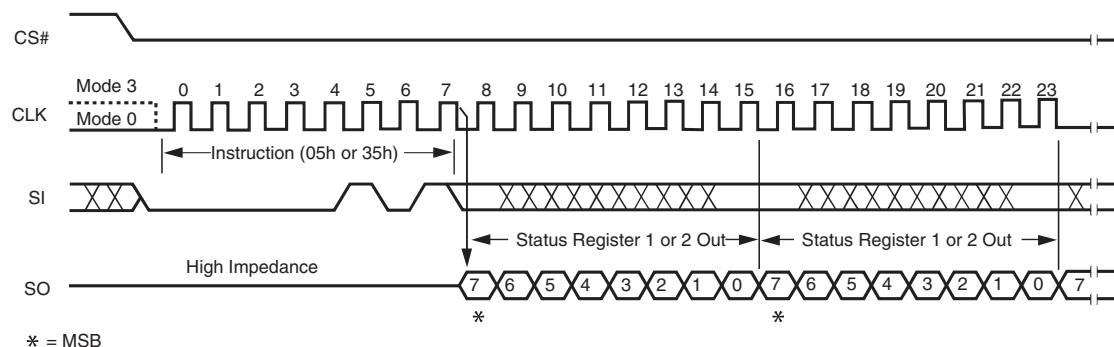 CS#
Mode 3
0 1 2 3 4 5 6 7 8 9 10 11 12 13 14 15 16 17 18 19 20 21 22 23
CLK
Mode 0
Instruction (05h or 35h)
SI
Status Register 1 or 2 Out
Status Register 1 or 2 Out
High Impedance
SO
7 6 5 4 3 2 1 0 7 6 5 4 3 2 1 0 7
* *
* = MSB